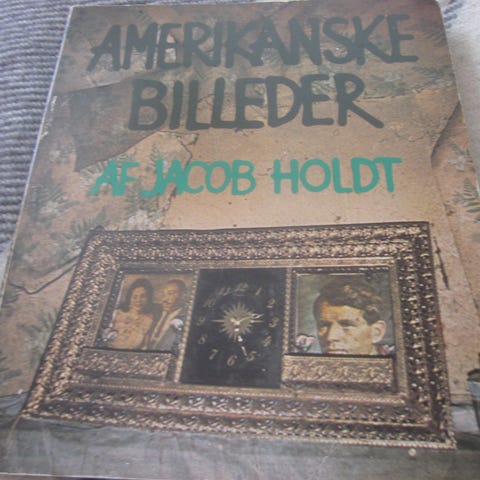 AMERIKANSKE
BILLEDER
AF JACOB HOLDT